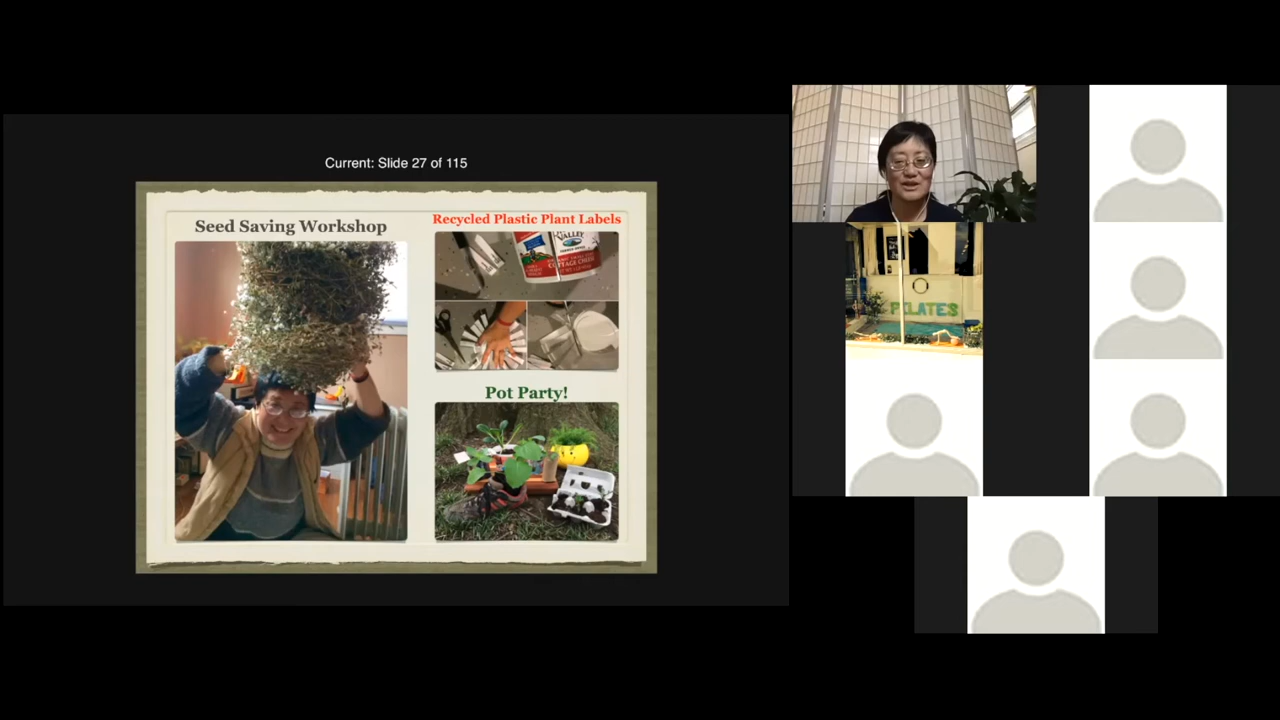 Current: Slide 27 of 115
Seed Saving Workshop
Recycled Plastic Plant Labels
VALLEY
COTTAGE CHEESE
Pot Party!
PILATES